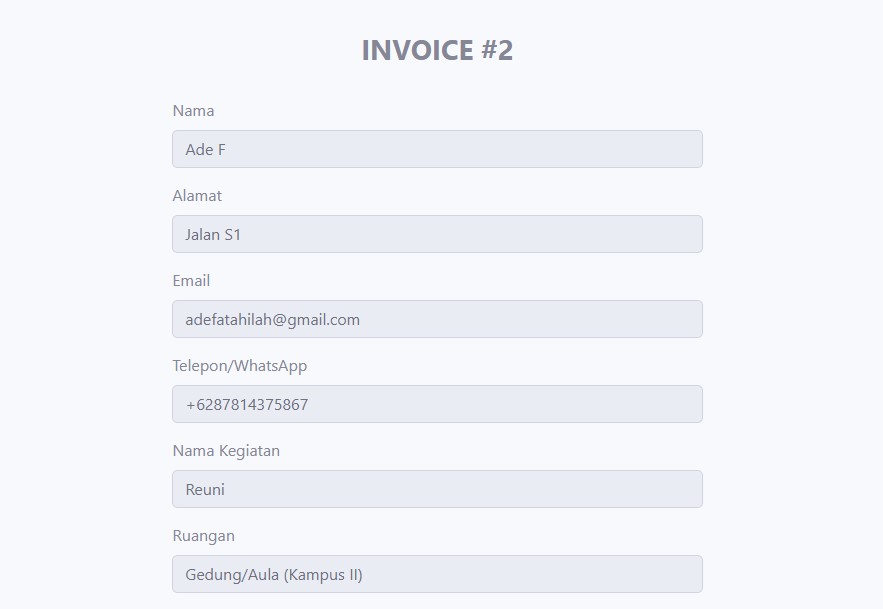 INVOICE #2
Nama
Ade F
Alamat
Jalan S1
Email
adefatahilah@gmail.com
Telepon/WhatsApp
+6287814375867
Nama Kegiatan
Reuni
Ruangan
Gedung/Aula (Kampus II)